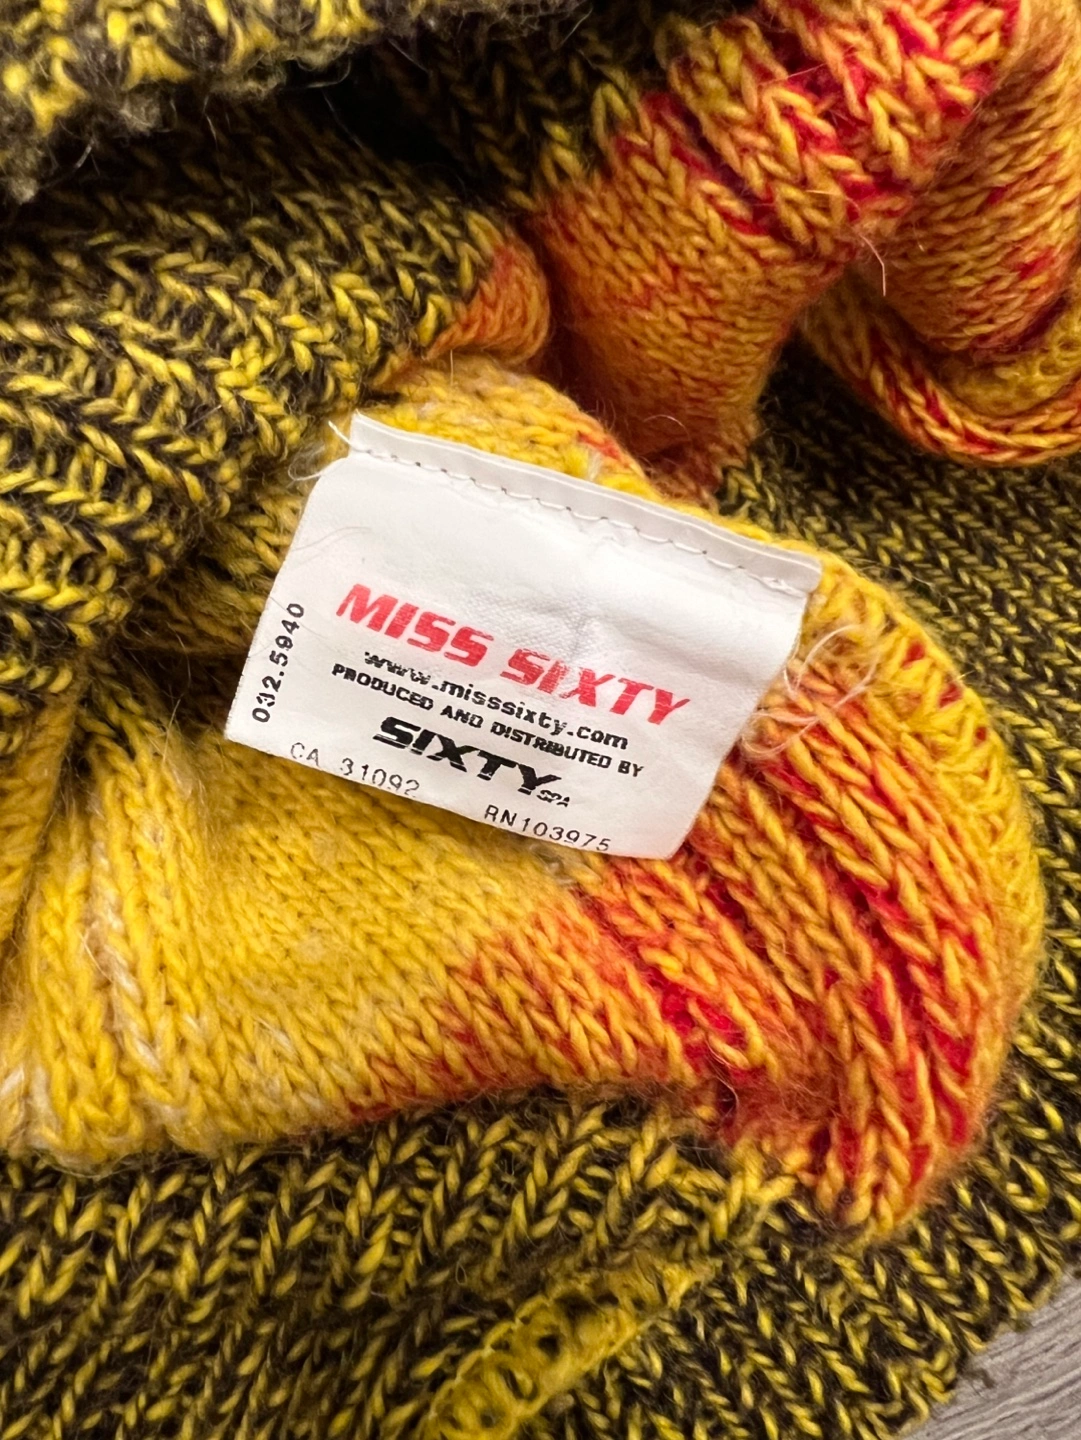 MISS SIXTY
www.misssixty.com
PRODUCED AND DISTRIBUTED BY
SIXTY SPA
CA 31092 RN103975
032.5940